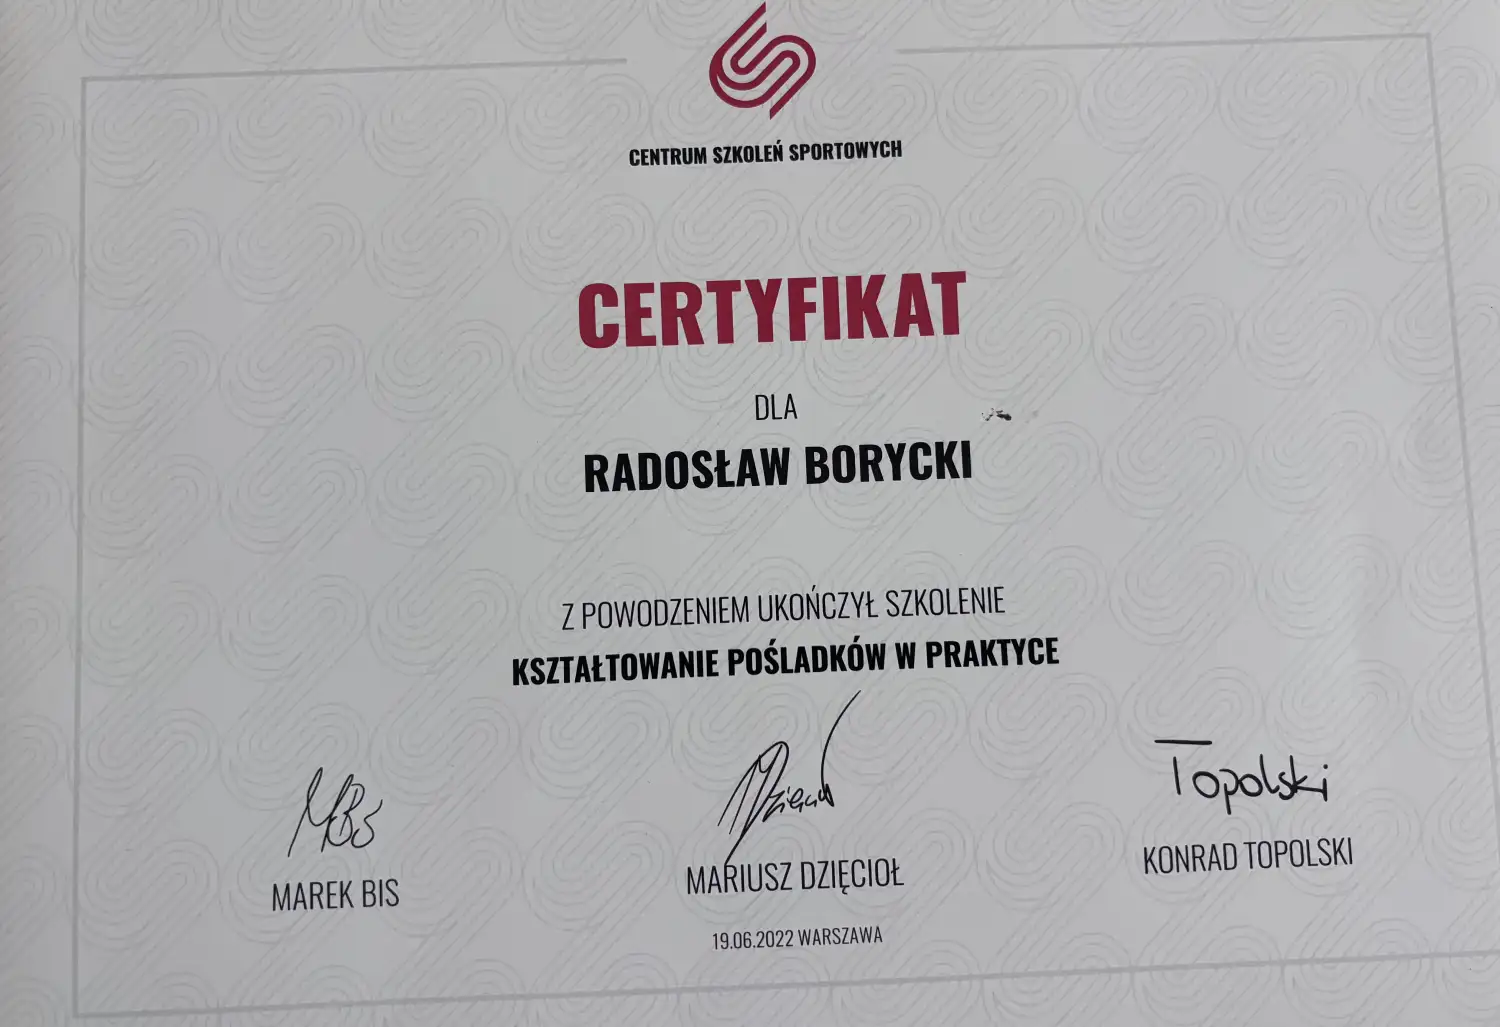 CENTRUM SZKOLEŃ SPORTOWYCH
CERTYFIKAT
DLA
RADOSŁAW BORYCKI
Z POWODZENIEM UKOŃCZYŁ SZKOLENIE
KSZTAŁTOWANIE POŚLADKÓW W PRAKTYCE
Topolski
MAREK BIS
MARIUSZ DZIĘCIOŁ
KONRAD TOPOLSKI
19.06.2022 WARSZAWA